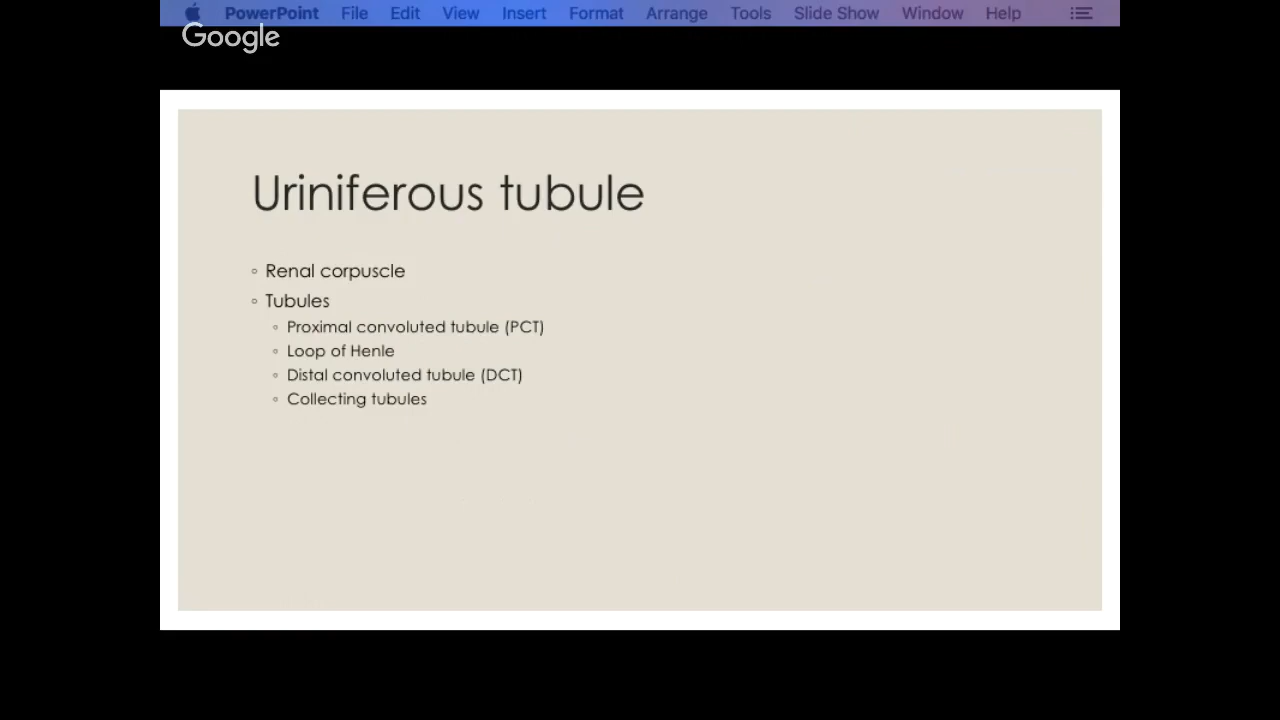 PowerPoint File Edit View Insert Format Arrange Tools Slide Show Window Help
Google
Uriniferous tubule
◦ Renal corpuscle
◦ Tubules
◦ Proximal convoluted tubule (PCT)
◦ Loop of Henle
◦ Distal convoluted tubule (DCT)
◦ Collecting tubules